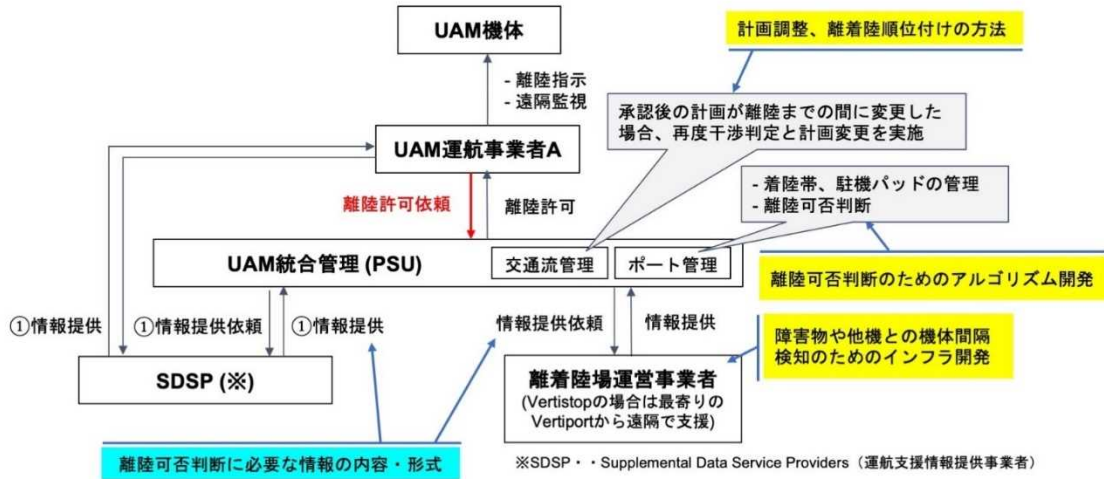 UAM機体
計画調整、離着陸順位付けの方法
- 離陸指示
- 遠隔監視
承認後の計画が離陸までの間に変更した
場合、再度干渉判定と計画変更を実施
UAM運航事業者A
- 着陸帯、駐機パッドの管理
- 離陸可否判断
離陸許可依頼
離陸許可
UAM統合管理 (PSU)
交通流管理
ポート管理
離陸可否判断のためのアルゴリズム開発
①情報提供
①情報提供依頼
①情報提供
情報提供依頼
情報提供
障害物や他機との機体間隔
検知のためのインフラ開発
SDSP (※)
離着陸場運営事業者
(Vertistopの場合は最寄りの
Vertiportから遠隔で支援)
離陸可否判断に必要な情報の内容・形式
※SDSP・・Supplemental Data Service Providers（運航支援情報提供事業者）